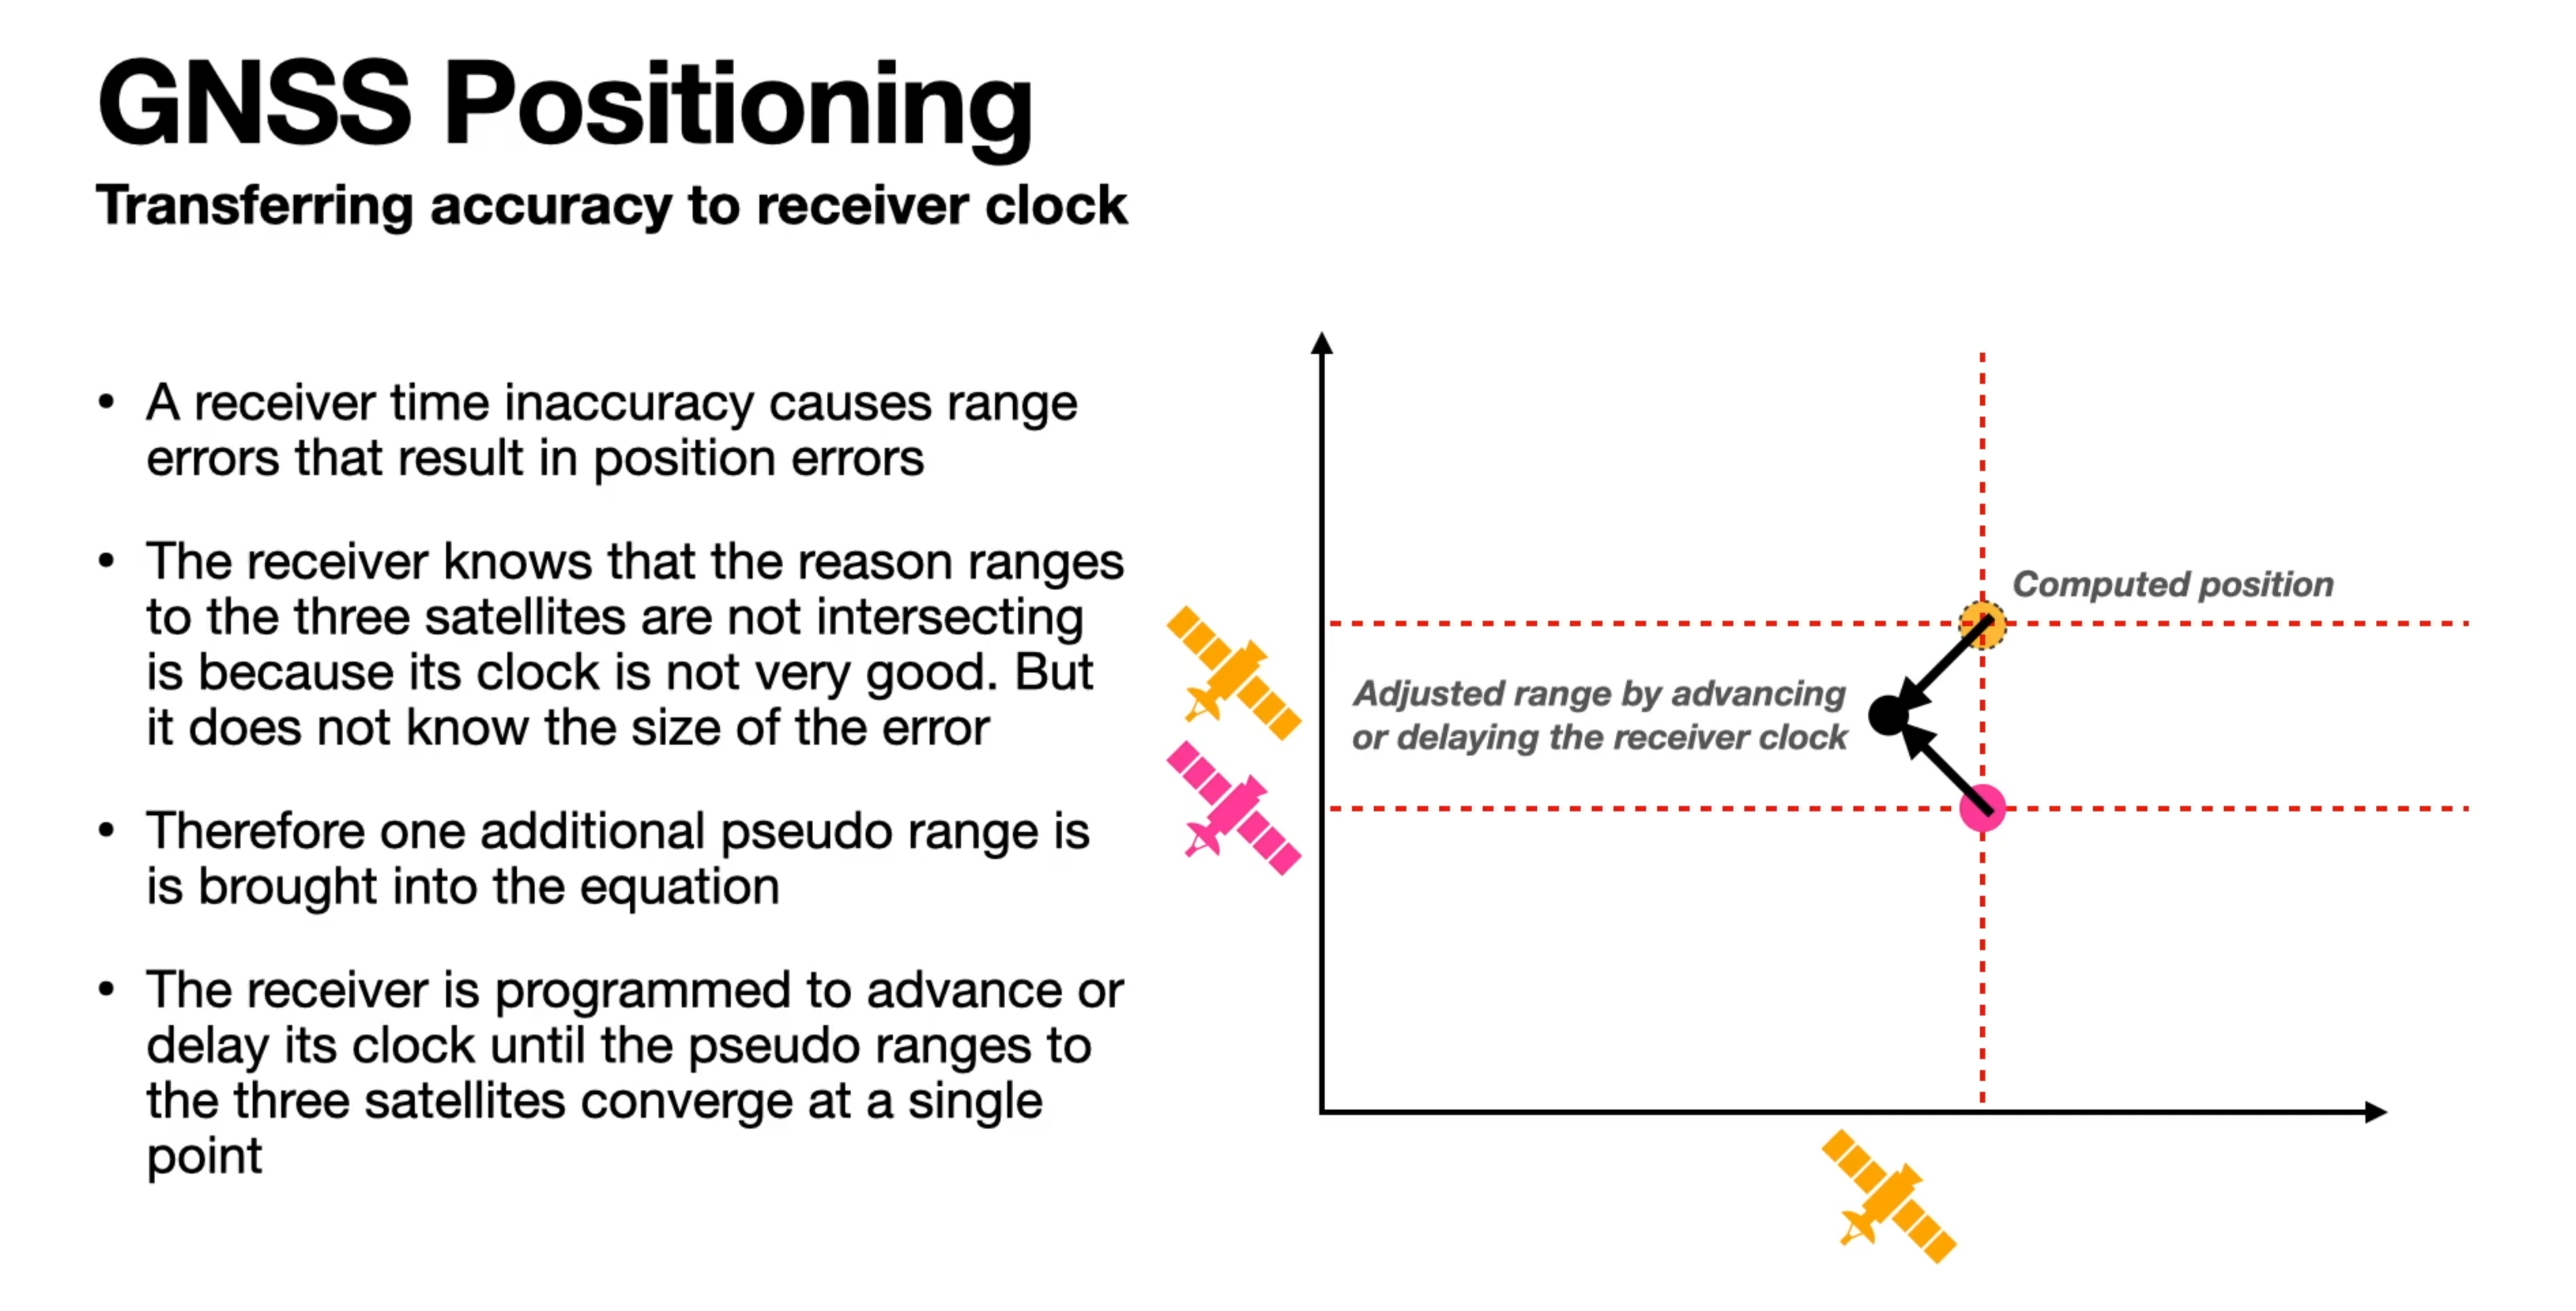 GNSS Positioning
Transferring accuracy to receiver clock
• A receiver time inaccuracy causes range
errors that result in position errors
• The receiver knows that the reason ranges
to the three satellites are not intersecting
is because its clock is not very good. But
it does not know the size of the error
• Therefore one additional pseudo range is
is brought into the equation
• The receiver is programmed to advance or
delay its clock until the pseudo ranges to
the three satellites converge at a single
point
Computed position
Adjusted range by advancing
or delaying the receiver clock